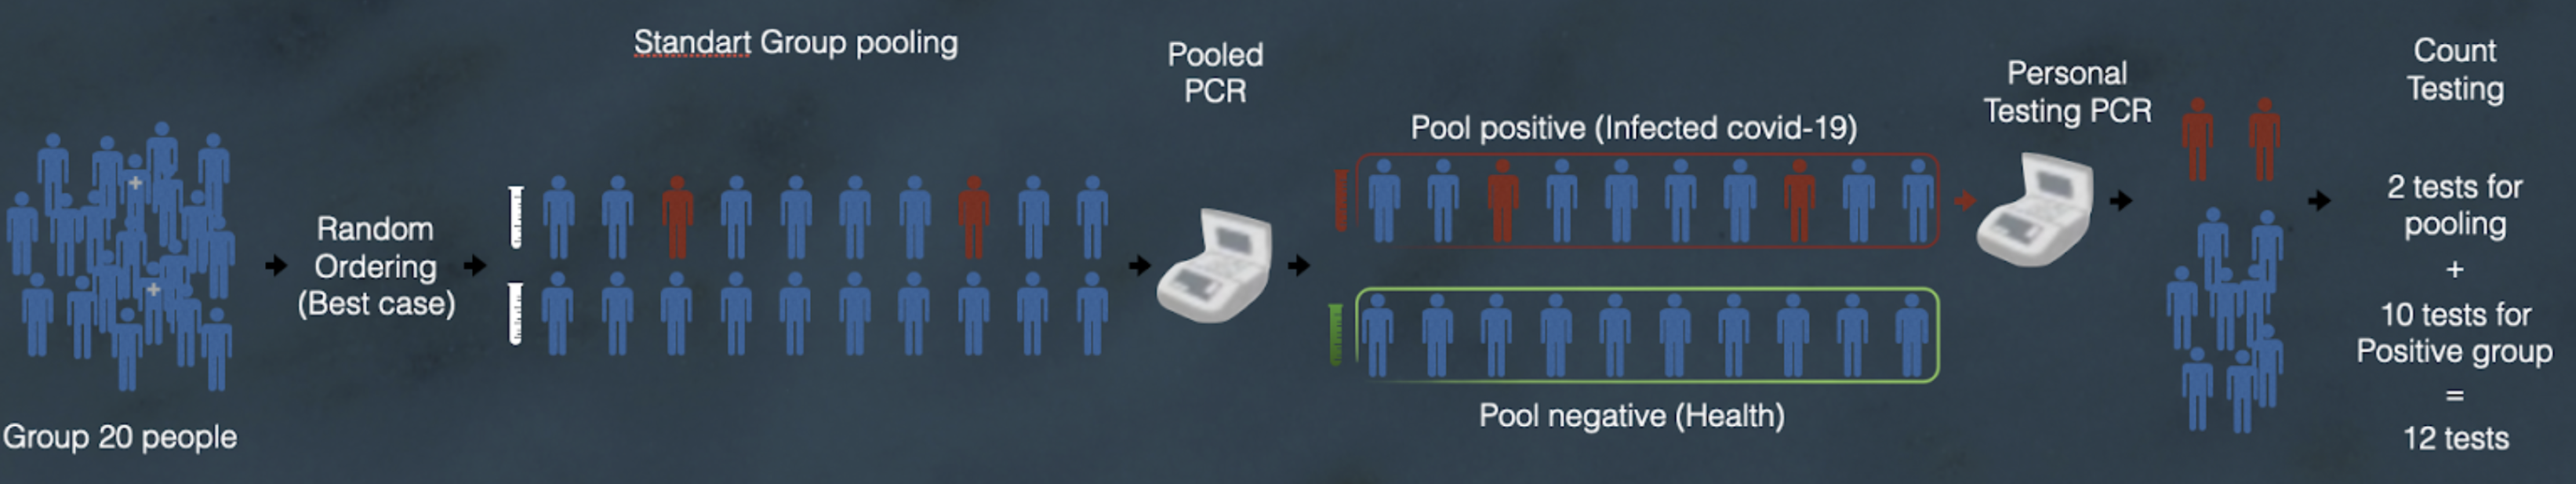 Group 20 people
Random
Ordering
(Best case)
Standart Group pooling
Pooled
PCR
Pool positive (Infected covid-19)
Pool negative (Health)
Personal
Testing PCR
Count
Testing
2 tests for
pooling
+
10 tests for
Positive group
=
12 tests